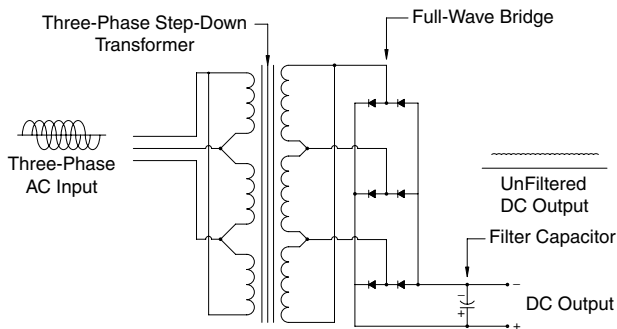 Three-Phase Step-Down
Transformer
Full-Wave Bridge
Three-Phase
AC Input
UnFiltered
DC Output
Filter Capacitor
−
DC Output
−
+
+